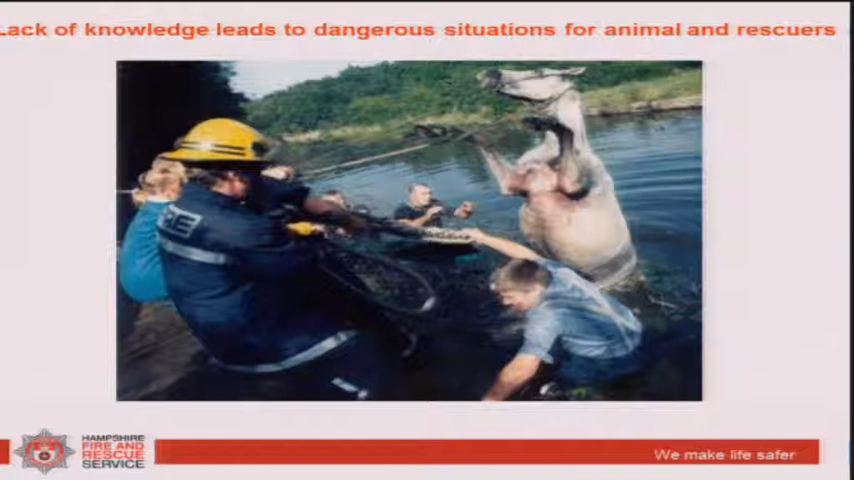 Lack of knowledge leads to dangerous situations for animal and rescuers
HAMPSHIRE
FIRE AND
RESCUE
SERVICE
We make life safer